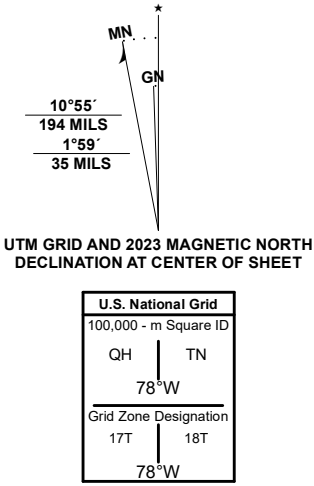 ★
MN
GN
10°55´
194 MILS
1°59´
35 MILS
UTM GRID AND 2023 MAGNETIC NORTH
DECLINATION AT CENTER OF SHEET
U.S. National Grid
100,000 - m Square ID
QH TN
78°W
Grid Zone Designation
17T 18T
78°W